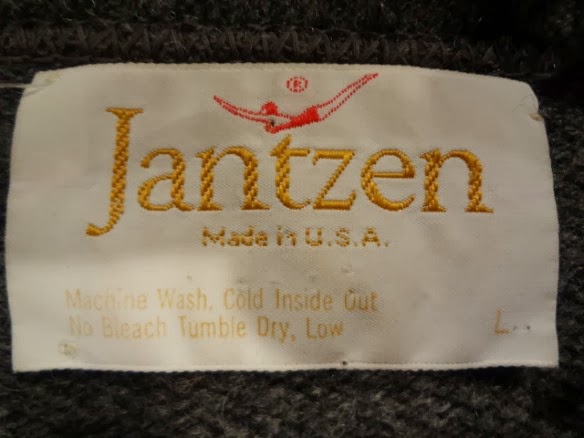 ®
Jantzen
Made in U.S.A.
Machine Wash, Cold Inside Out
No Bleach Tumble Dry, Low
L